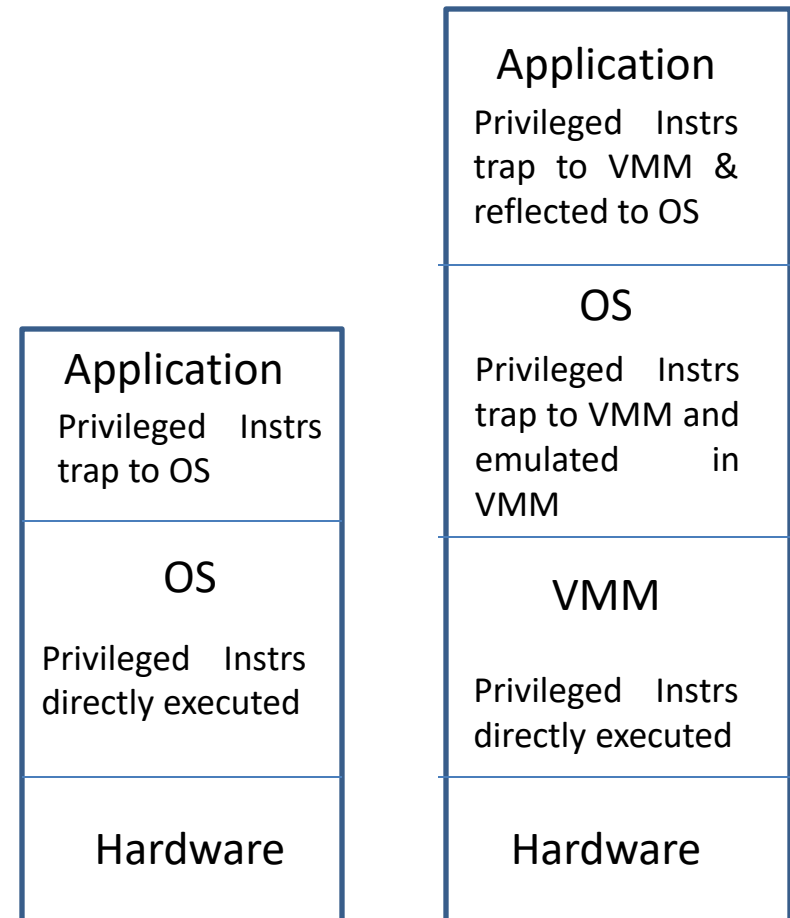 Application
Privileged Instrs
trap to OS
OS
Privileged Instrs
directly executed
Hardware
Application
Privileged Instrs
trap to VMM &
reflected to OS
OS
Privileged Instrs
trap to VMM and
emulated in
VMM
VMM
Privileged Instrs
directly executed
Hardware